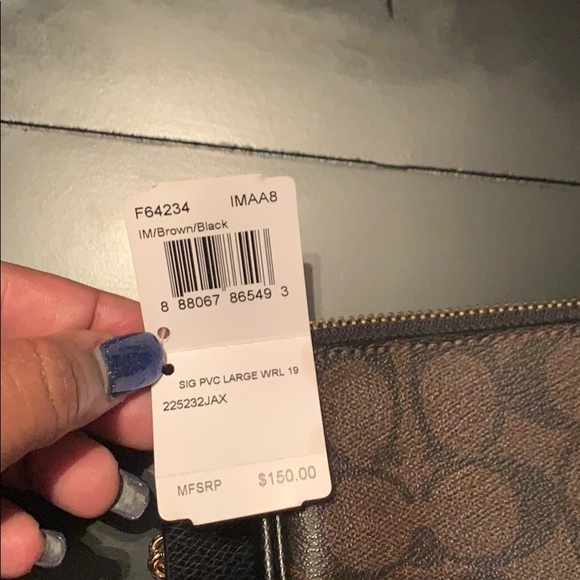 F64234 IMAA8
IM/Brown/Black
8 88067 86549 3
SIG PVC LARGE WRL 19
225232JAX
MFSRP $150.00